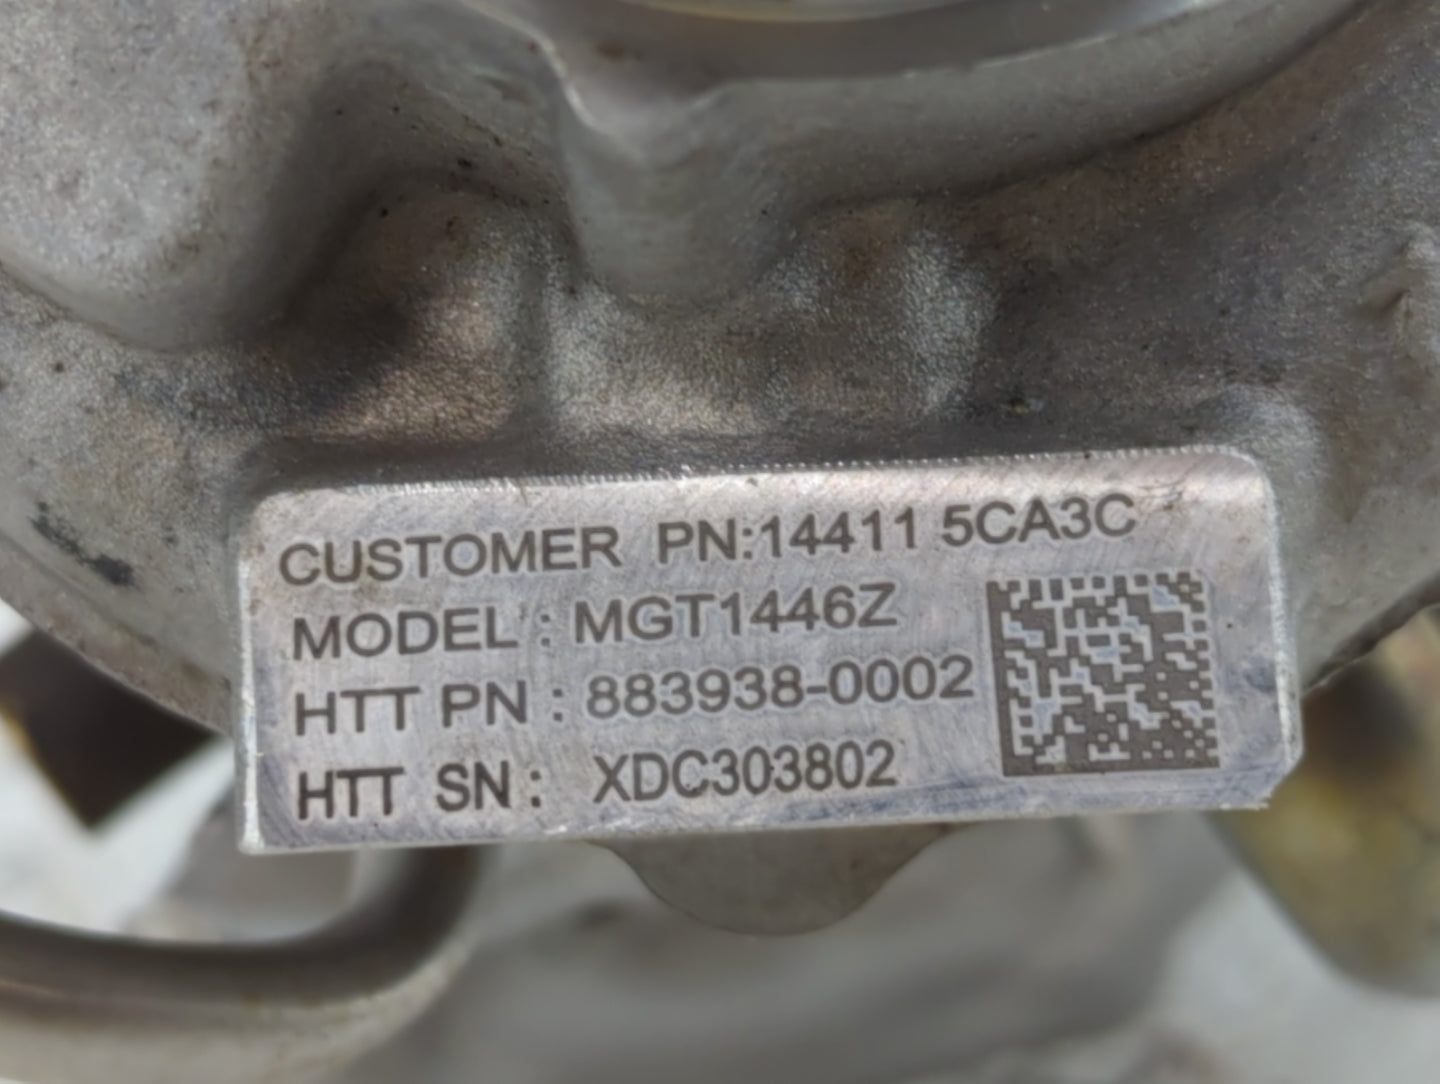 CUSTOMER PN:14411 5CA3C
MODEL : MGT1446Z
HTT PN : 883938-0002
HTT SN : XDC303802